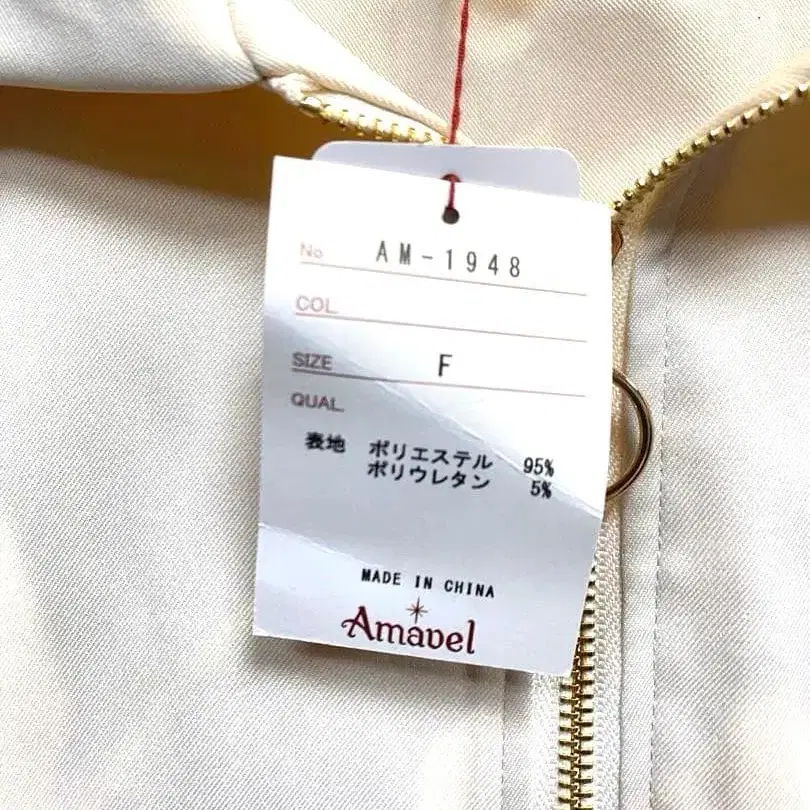 No AM-1948
COL.
SIZE F
QUAL.
表地 ポリエステル 95%
ポリウレタン 5%
MADE IN CHINA
Amavel